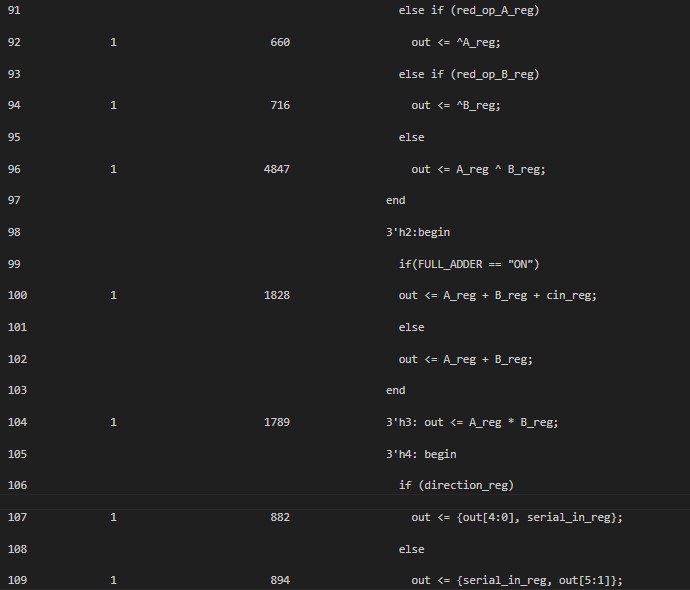 91 else if (red_op_A_reg)
92 1 660 out <= ^A_reg;
93 else if (red_op_B_reg)
94 1 716 out <= ^B_reg;
95 else
96 1 4847 out <= A_reg ^ B_reg;
97 end
98 3'h2:begin
99 if(FULL_ADDER == "ON")
100 1 1828 out <= A_reg + B_reg + cin_reg;
101 else
102 out <= A_reg + B_reg;
103 end
104 1 1789 3'h3: out <= A_reg * B_reg;
105 3'h4: begin
106 if (direction_reg)
107 1 882 out <= {out[4:0], serial_in_reg};
108 else
109 1 894 out <= {serial_in_reg, out[5:1]};